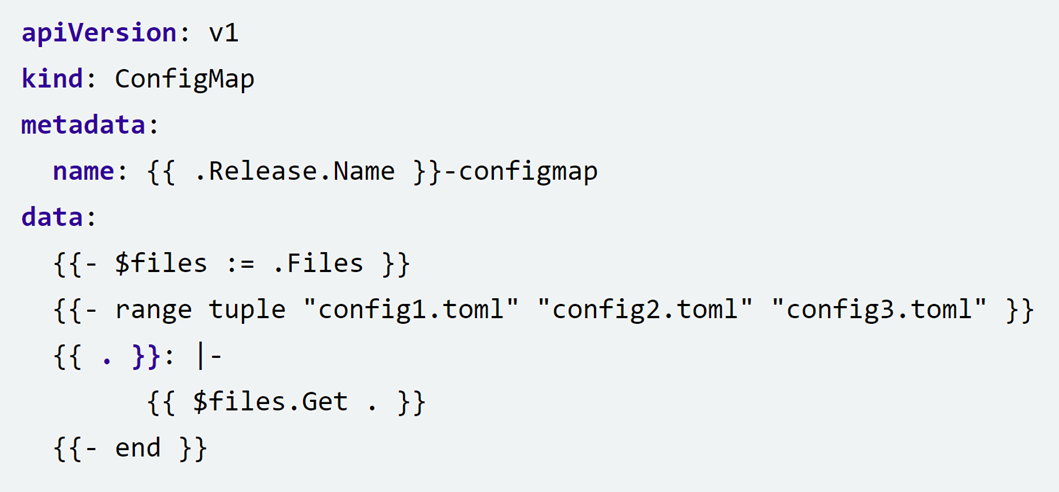 apiVersion: v1
kind: ConfigMap
metadata:
  name: {{ .Release.Name }}-configmap
data:
  {{- $files := .Files }}
  {{- range tuple "config1.toml" "config2.toml" "config3.toml" }}
  {{ . }}: |-
        {{ $files.Get . }}
  {{- end }}